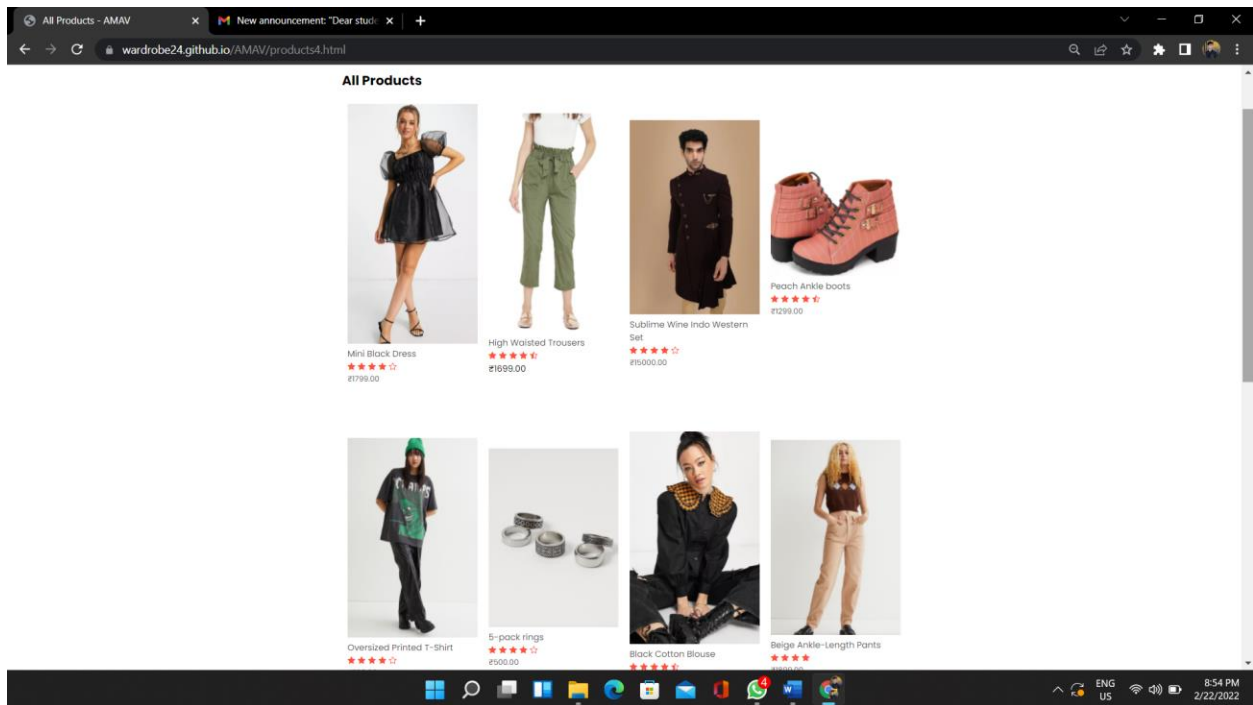 All Products - AMAV
New announcement: "Dear stude
wardrobe24.github.io/AMAV/products4.html
All Products
Mini Black Dress
₹1799.00
High Waisted Trousers
₹1699.00
Sublime Wine Indo Western
Set
₹15000.00
Peach Ankle boots
₹1299.00
Oversized Printed T-Shirt
5-pack rings
₹500.00
Black Cotton Blouse
Beige Ankle-Length Pants
4
ENG
US
8:54 PM
2/22/2022